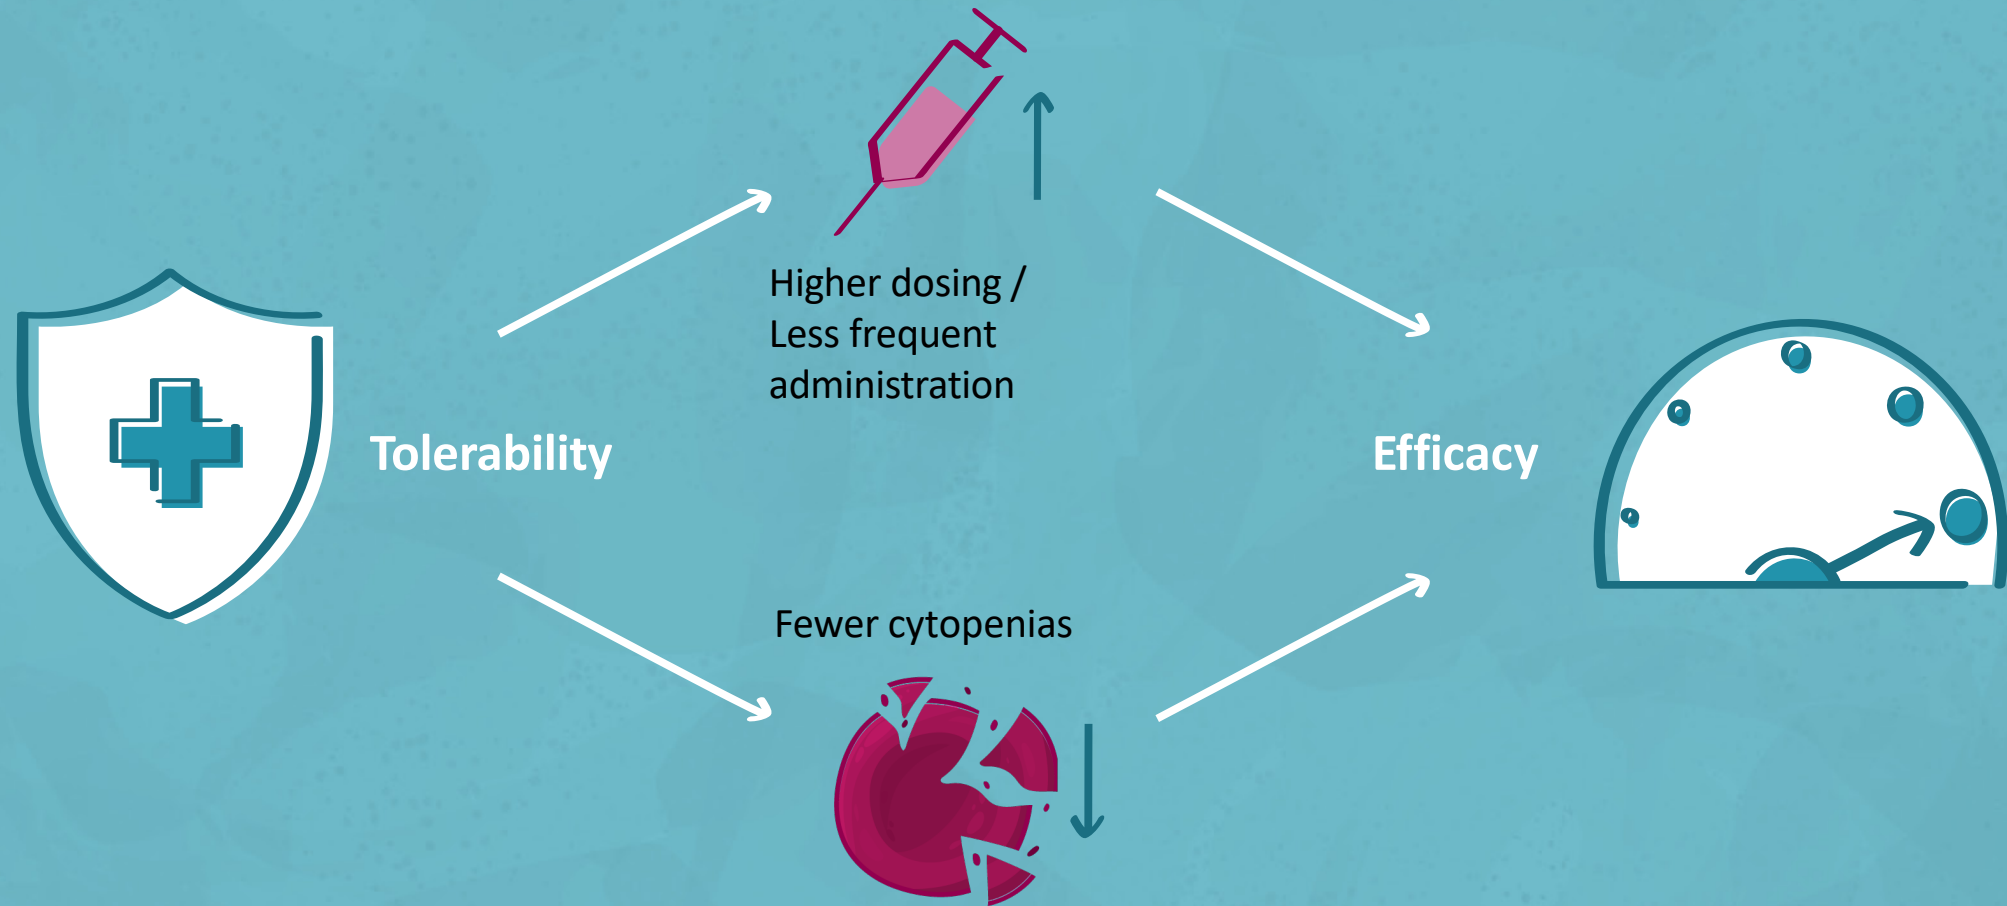 Higher dosing /
Less frequent
administration
Tolerability
Efficacy
Fewer cytopenias